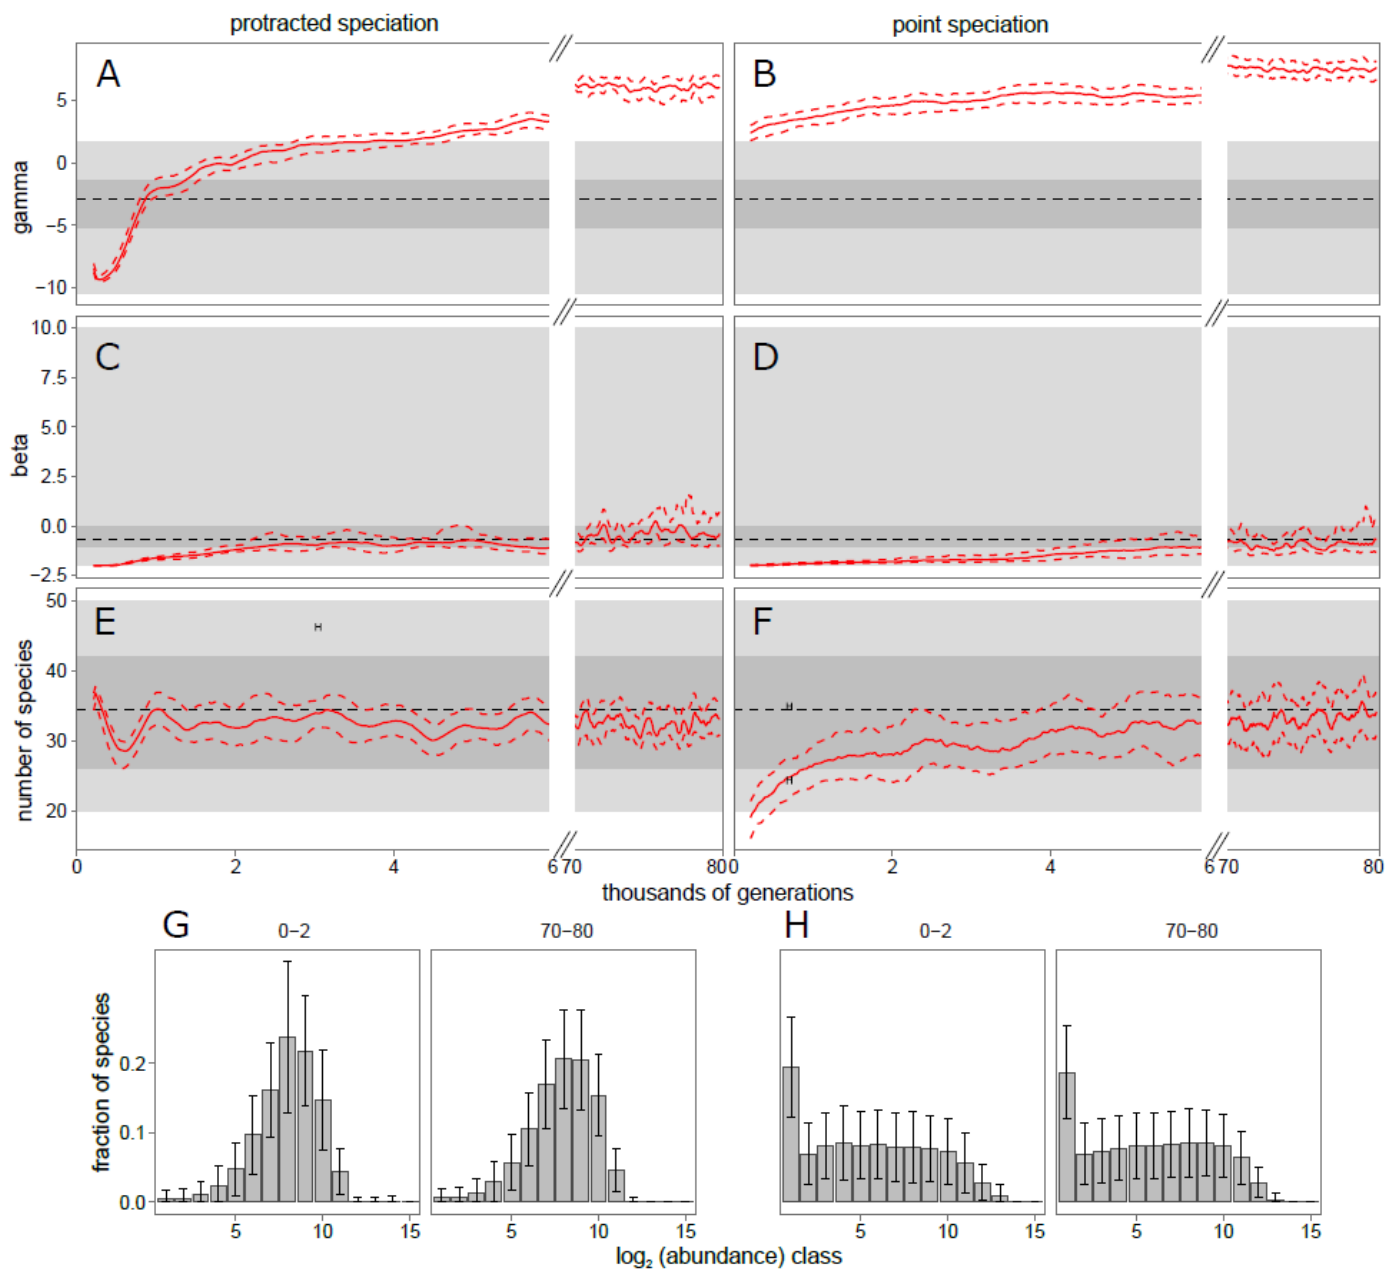 protracted speciation
point speciation
A
B
gamma
5
0
−5
−10
C
D
beta
10.0
7.5
5.0
2.5
0.0
−2.5
E
F
H
H
H
number of species
50
40
30
20
0 2 4 6 70 80 0 2 4 6 70 80
thousands of generations
G
0−2
70−80
H
0−2
70−80
fraction of species
0.2
0.1
0.0
5 10 15 5 10 15 5 10 15 5 10 15
log₂ (abundance) class